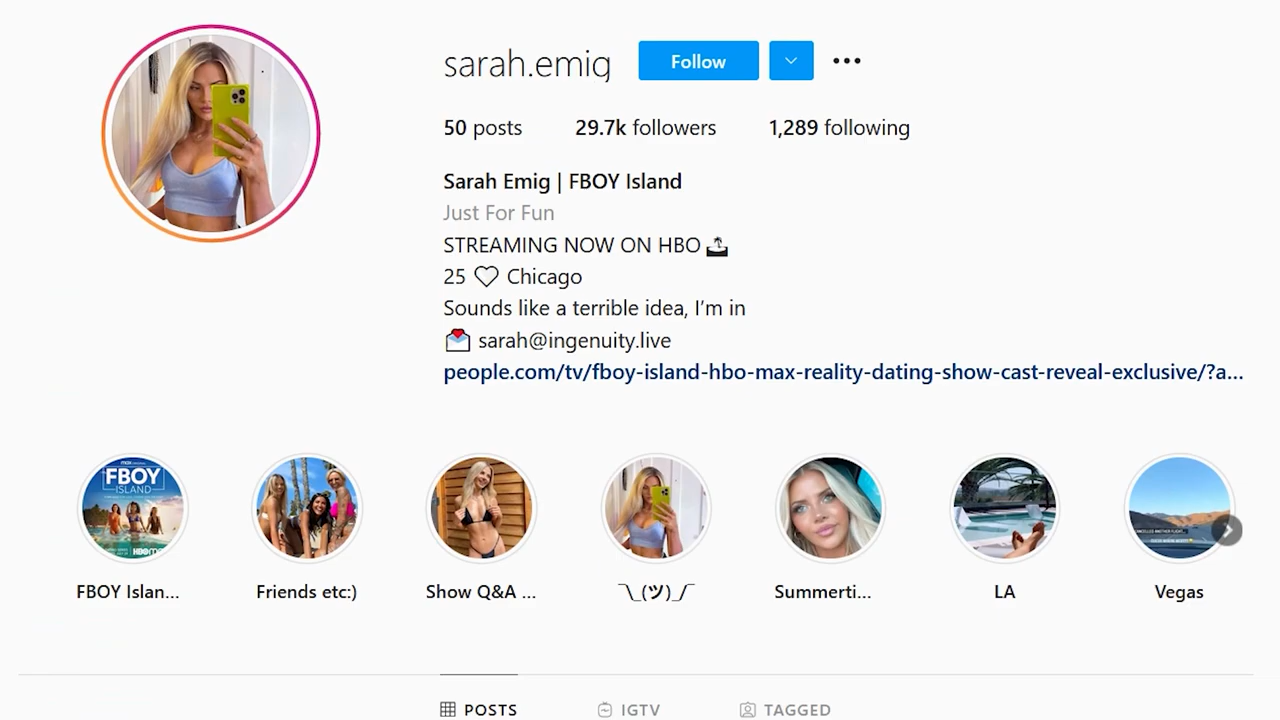 sarah.emig
Follow
50 posts 29.7k followers 1,289 following
Sarah Emig | FBOY Island
Just For Fun
STREAMING NOW ON HBO 🏝
25 ♡ Chicago
Sounds like a terrible idea, I’m in
💌 sarah@ingenuity.live
people.com/tv/fboy-island-hbo-max-reality-dating-show-cast-reveal-exclusive/?a...
FBOY
ISLAND
HBO
FBOY Islan...
Friends etc:)
Show Q&A ...
¯\_(ツ)_/¯
Summerti...
LA
Vegas
POSTS IGTV TAGGED